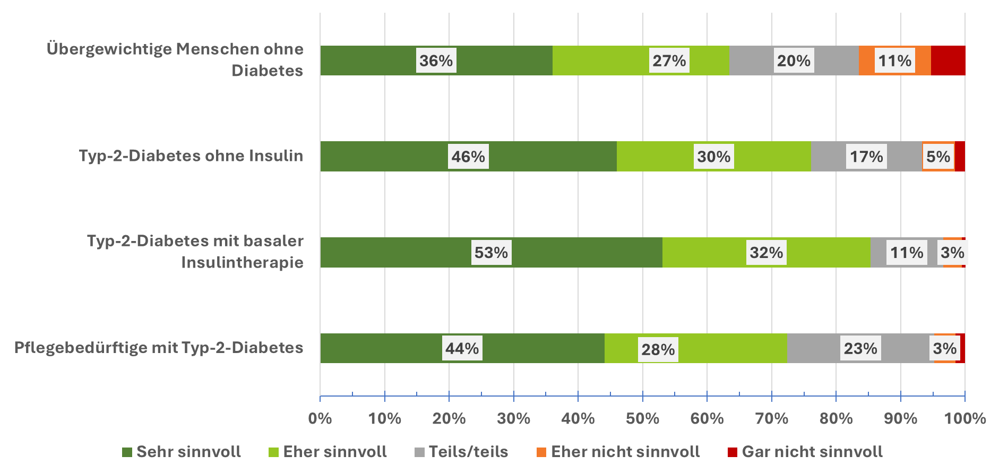 Übergewichtige Menschen ohne
Diabetes
36% 27% 20% 11%
Typ-2-Diabetes ohne Insulin
46% 30% 17% 5%
Typ-2-Diabetes mit basaler
Insulintherapie
53% 32% 11% 3%
Pflegebedürftige mit Typ-2-Diabetes
44% 28% 23% 3%
0% 10% 20% 30% 40% 50% 60% 70% 80% 90% 100%
Sehr sinnvoll Eher sinnvoll Teils/teils Eher nicht sinnvoll Gar nicht sinnvoll